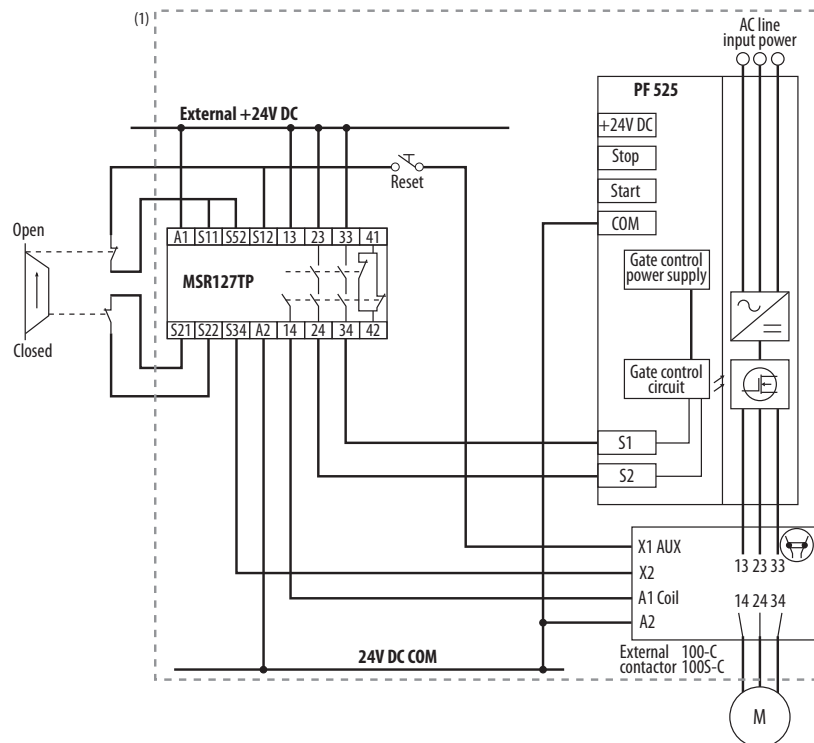 (1)
AC line
input power
External +24V DC
PF 525
+24V DC
Stop
Start
COM
Reset
Open
Closed
A1 S11 S52 S12 13 23 33 41
MSR127TP
S21 S22 S34 A2 14 24 34 42
Gate control
power supply
Gate control
circuit
S1
S2
X1 AUX
X2
A1 Coil
A2
13 23 33
14 24 34
24V DC COM
External 100-C
contactor 100S-C
M